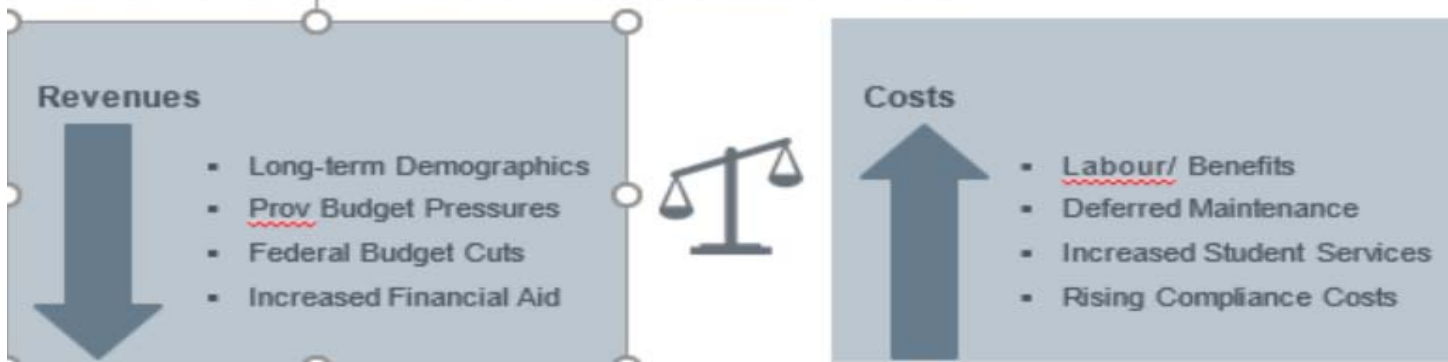 Revenues
▪ Long-term Demographics
▪ Prov Budget Pressures
▪ Federal Budget Cuts
▪ Increased Financial Aid
Costs
▪ Labour/ Benefits
▪ Deferred Maintenance
▪ Increased Student Services
▪ Rising Compliance Costs